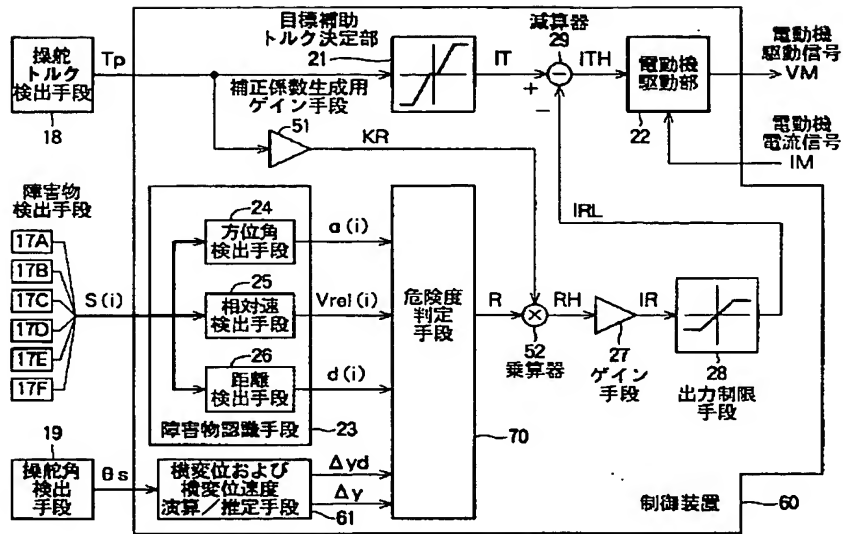 操舵
トルク
検出手段
18
Tp
目標補助
トルク決定部
21
IT
減算器
29
ITH
+
−
−
電動機
駆動部
22
電動機
駆動信号
VM
電動機
電流信号
IM
補正係数生成用
ゲイン手段
51
KR
IRL
障害物
検出手段
17A
17B
17C
17D
17E
17F
S(i)
24
方位角
検出手段
a(i)
25
相対速
検出手段
Vrel(i)
26
距離
検出手段
d(i)
障害物認識手段
23
危険度
判定
手段
70
R
×
52
乗算器
RH
27
ゲイン
手段
IR
28
出力制限
手段
19
操舵角
検出
手段
θs
横変位および
横変位速度
演算/推定手段
61
Δyd
Δy
制御装置
60